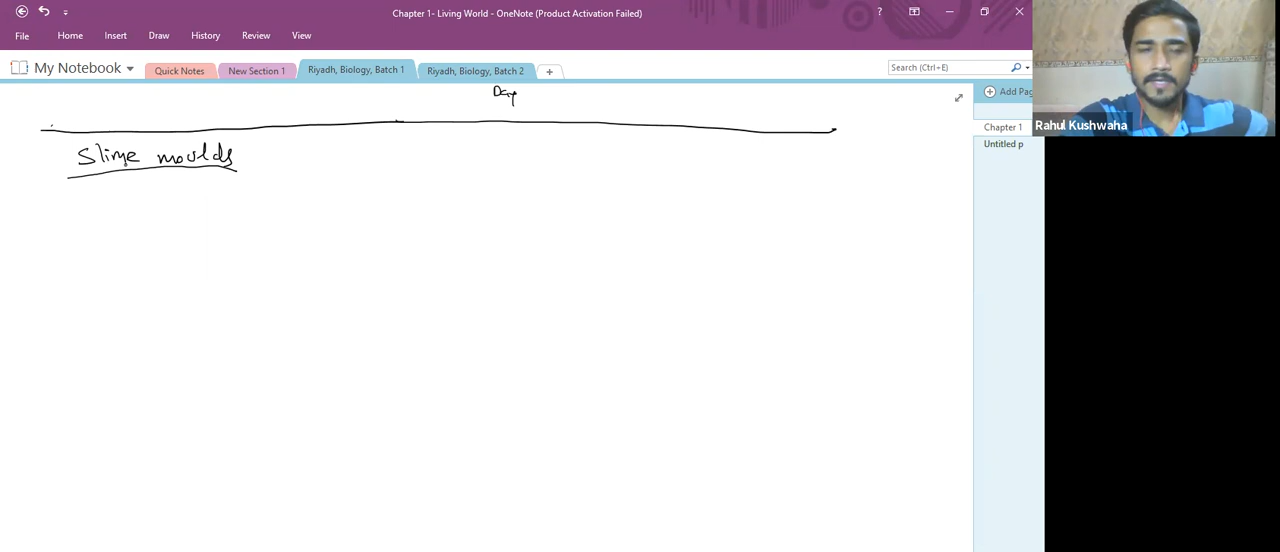 Chapter 1- Living World - OneNote (Product Activation Failed)
?
File Home Insert Draw History Review View
My Notebook Quick Notes New Section 1 Riyadh, Biology, Batch 1 Riyadh, Biology, Batch 2 + Search (Ctrl+E)
Add Pag
Chapter 1
Untitled p
Rahul Kushwaha
Slime moulds